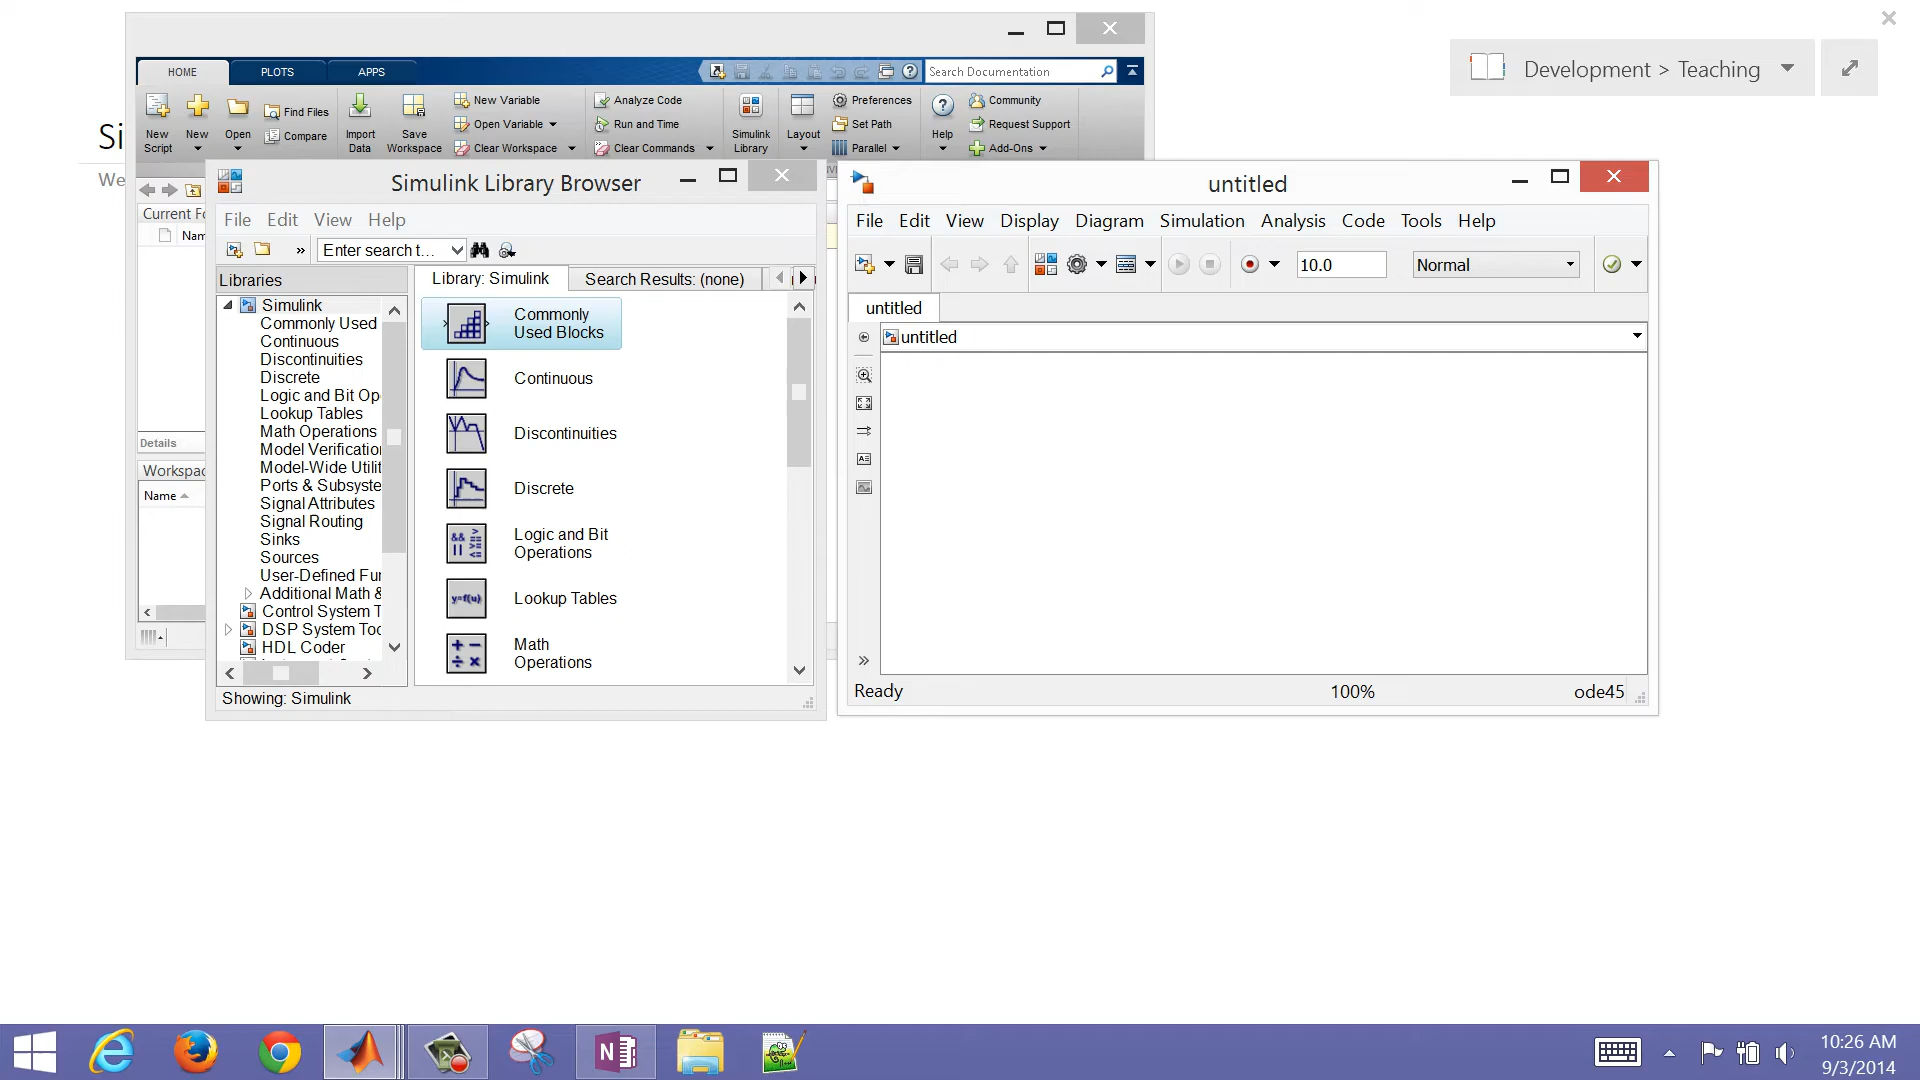 Development > Teaching
HOME PLOTS APPS
Search Documentation
New Script
New
Open
Find Files
Compare
Import Data
Save Workspace
New Variable
Open Variable
Clear Workspace
Analyze Code
Run and Time
Clear Commands
Simulink Library
Layout
Preferences
Set Path
Parallel
Help
Community
Request Support
Add-Ons
Si
We
Current Fo
Nam
Details
Workspac
Name
Simulink Library Browser
File Edit View Help
» Enter search t...
Libraries
Library: Simulink Search Results: (none)
Simulink
Commonly Used
Continuous
Discontinuities
Discrete
Logic and Bit Op
Lookup Tables
Math Operations
Model Verification
Model-Wide Utilit
Ports & Subsyste
Signal Attributes
Signal Routing
Sinks
Sources
User-Defined Fur
Additional Math &
Control System T
DSP System Toc
HDL Coder
Commonly Used Blocks
Continuous
Discontinuities
Discrete
Logic and Bit Operations
y=f(u) Lookup Tables
Math Operations
Showing: Simulink
untitled
File Edit View Display Diagram Simulation Analysis Code Tools Help
10.0 Normal
untitled
untitled
Ready 100% ode45
10:26 AM
9/3/2014